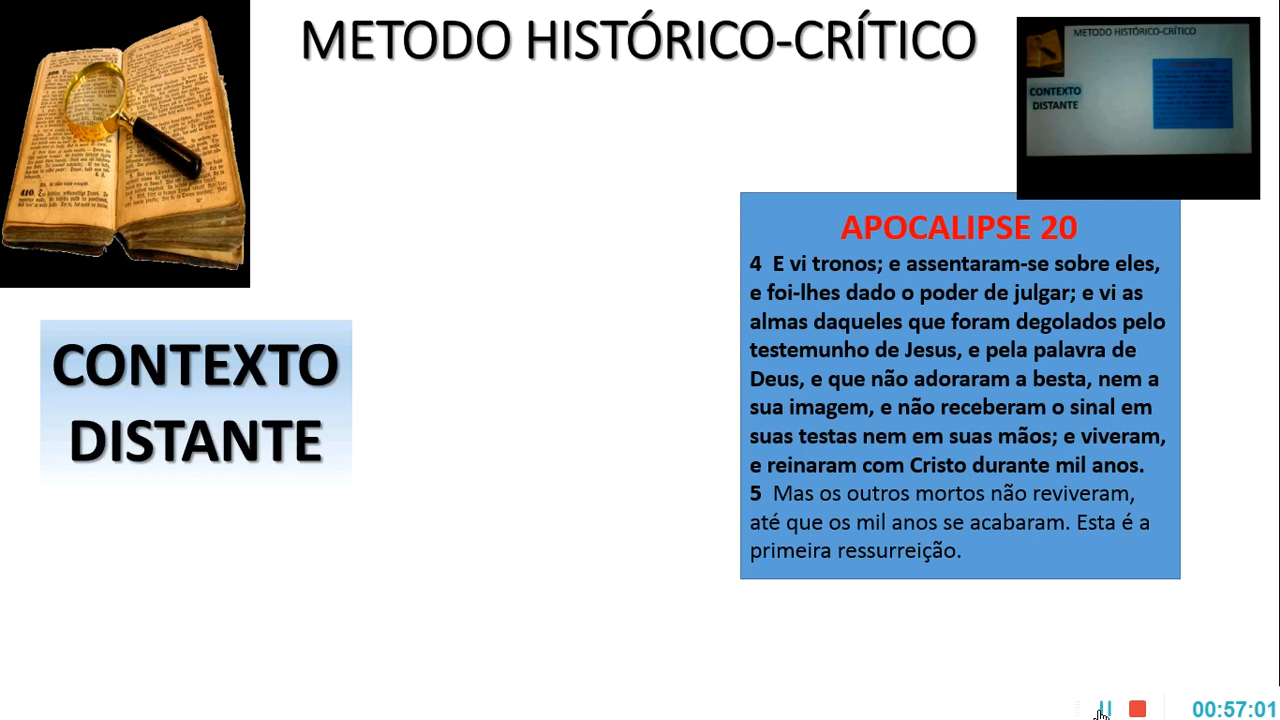 METODO HISTÓRICO-CRÍTICO
METODO HISTÓRICO-CRÍTICO
CONTEXTO
DISTANTE
410.
CONTEXTO
DISTANTE
APOCALIPSE 20
4 E vi tronos; e assentaram-se sobre eles,
e foi-lhes dado o poder de julgar; e vi as
almas daqueles que foram degolados pelo
testemunho de Jesus, e pela palavra de
Deus, e que não adoraram a besta, nem a
sua imagem, e não receberam o sinal em
suas testas nem em suas mãos; e viveram,
e reinaram com Cristo durante mil anos.
5 Mas os outros mortos não reviveram,
até que os mil anos se acabaram. Esta é a
primeira ressurreição.
00:57:01